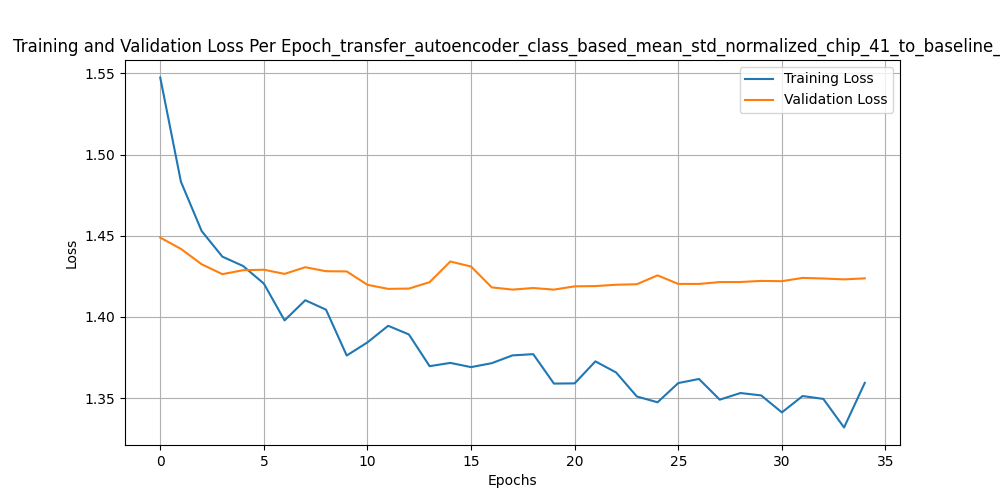 Training and Validation Loss Per Epoch_transfer_autoencoder_class_based_mean_std_normalized_chip_41_to_baseline_
Training Loss
Validation Loss
1.55
1.50
1.45
1.40
1.35
Loss
0 5 10 15 20 25 30 35
Epochs